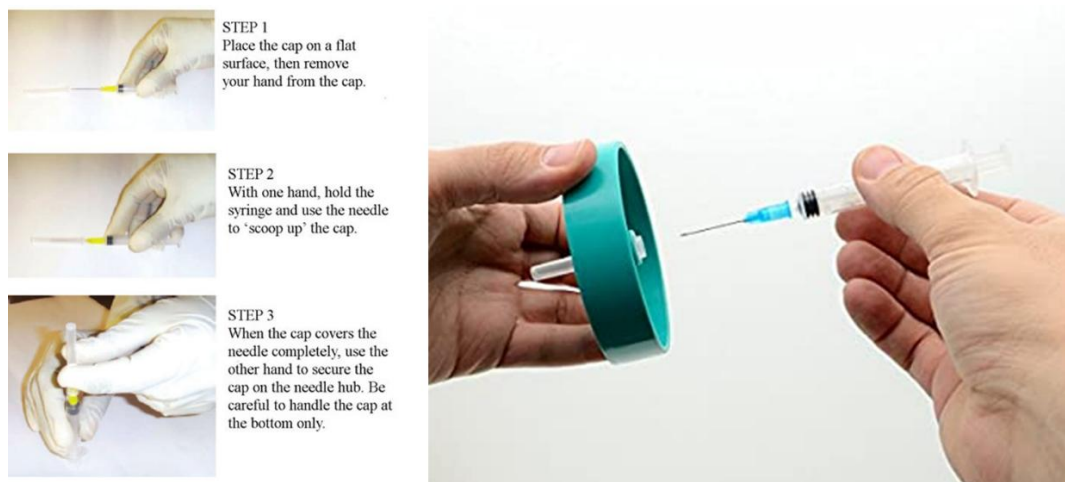 STEP 1
Place the cap on a flat
surface, then remove
your hand from the cap.
STEP 2
With one hand, hold the
syringe and use the needle
to ‘scoop up’ the cap.
STEP 3
When the cap covers the
needle completely, use the
other hand to secure the
cap on the needle hub. Be
careful to handle the cap at
the bottom only.